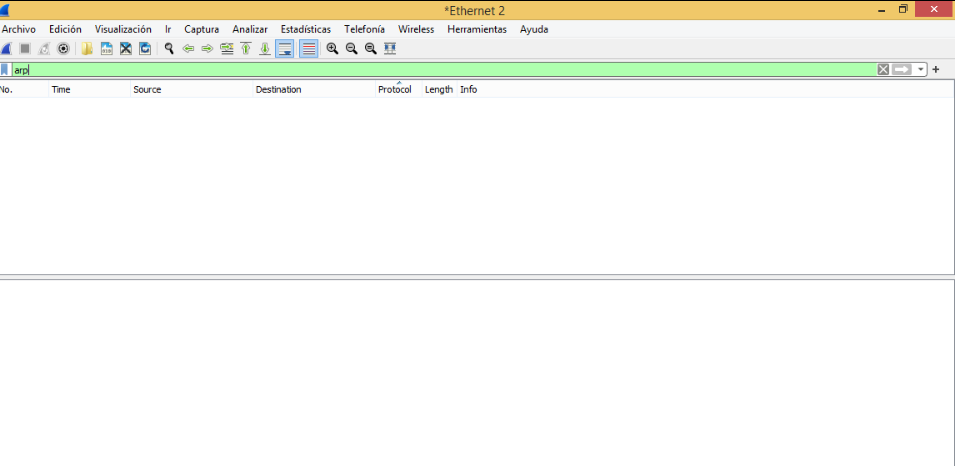 *Ethernet 2
Archivo Edición Visualización Ir Captura Analizar Estadísticas Telefonía Wireless Herramientas Ayuda
arp
No. Time Source Destination Protocol Length Info